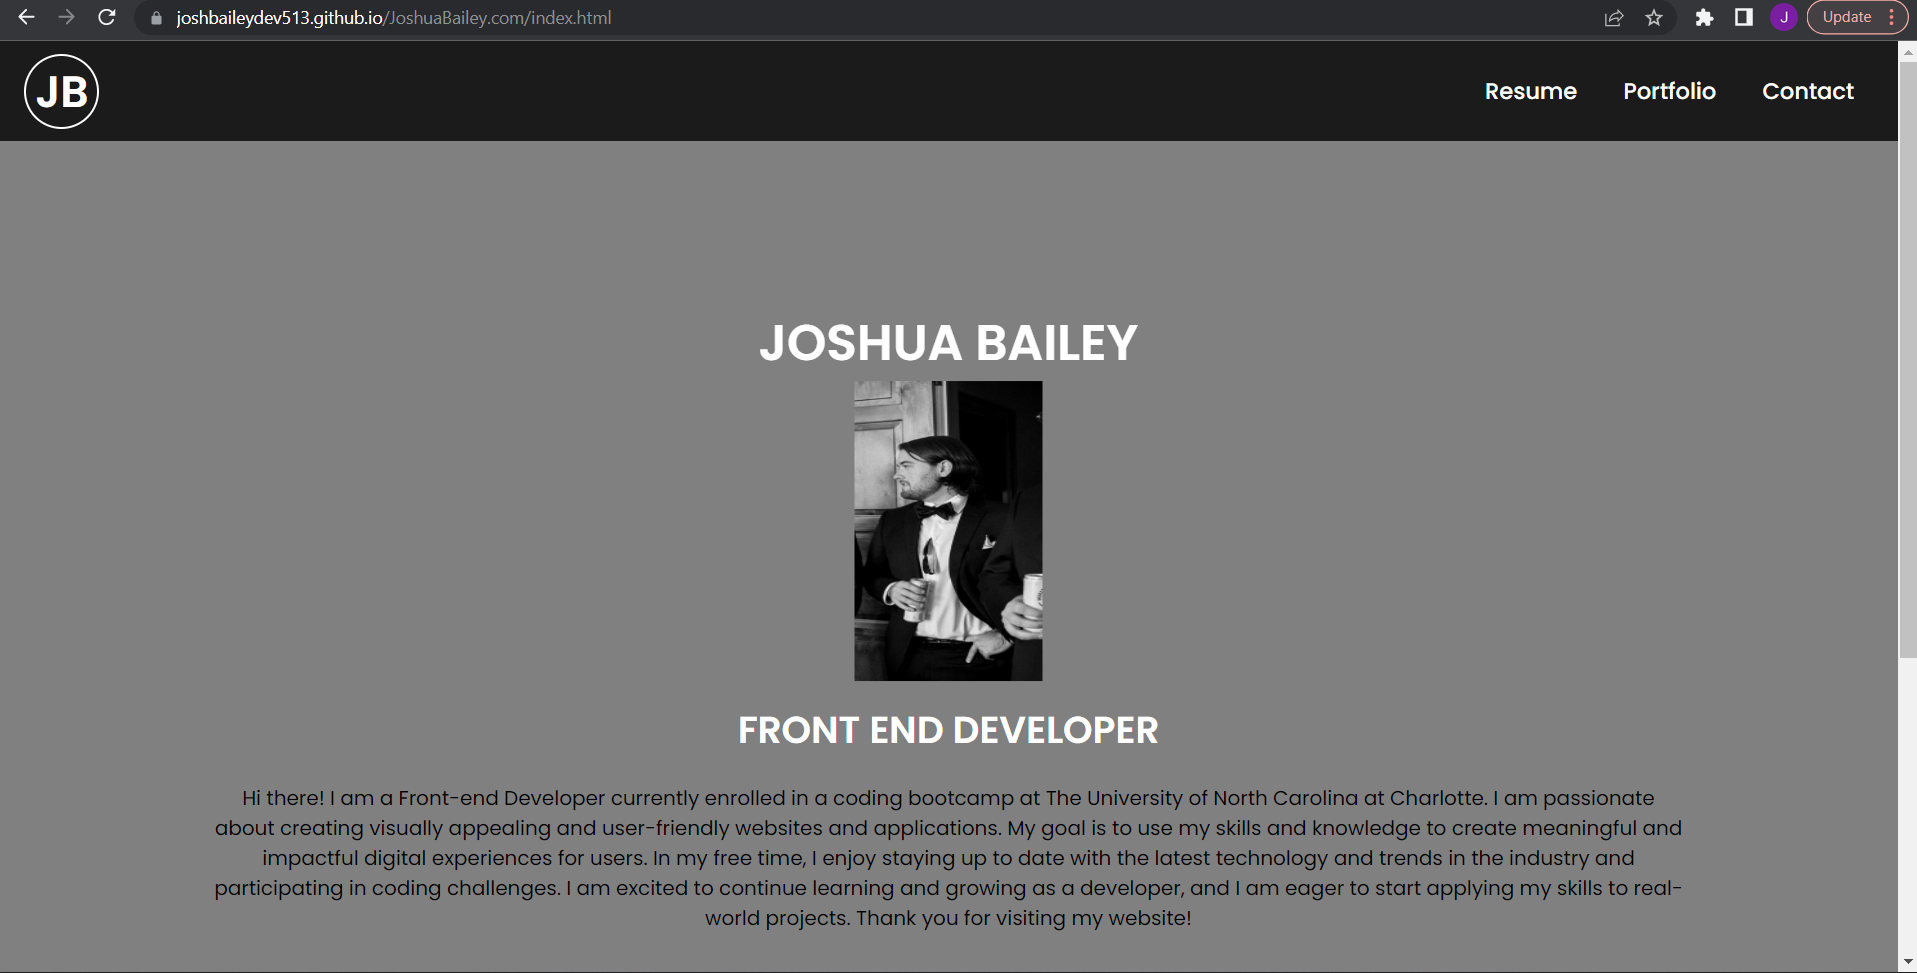 joshbaileydev513.github.io/JoshuaBailey.com/index.html
J
Update
JB
Resume
Portfolio
Contact
JOSHUA BAILEY
FRONT END DEVELOPER
Hi there! I am a Front-end Developer currently enrolled in a coding bootcamp at The University of North Carolina at Charlotte. I am passionate
about creating visually appealing and user-friendly websites and applications. My goal is to use my skills and knowledge to create meaningful and
impactful digital experiences for users. In my free time, I enjoy staying up to date with the latest technology and trends in the industry and
participating in coding challenges. I am excited to continue learning and growing as a developer, and I am eager to start applying my skills to real-
world projects. Thank you for visiting my website!